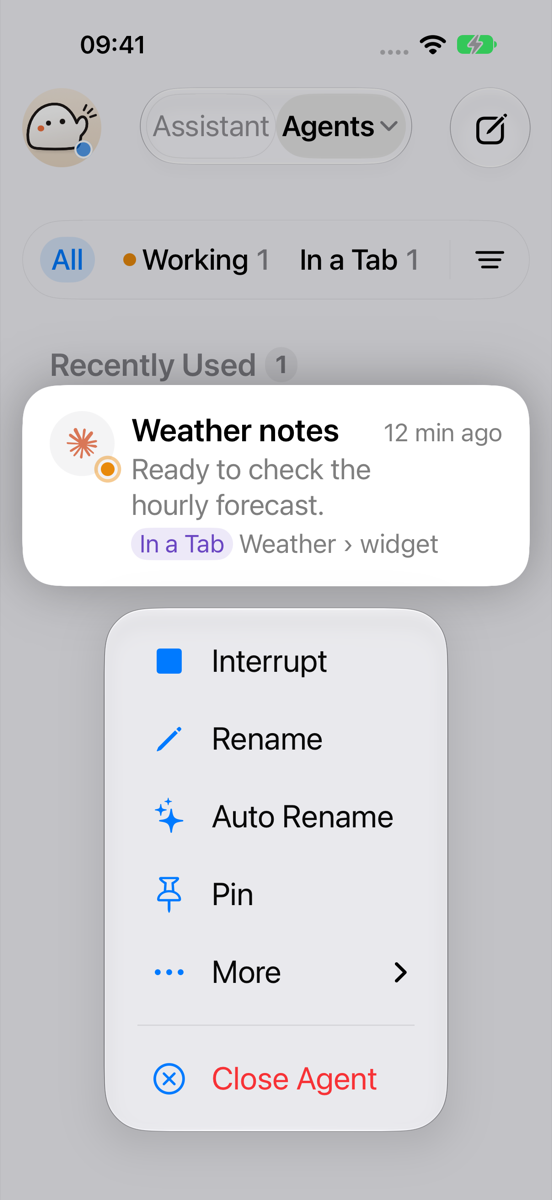 09:41
Assistant Agents
All Working 1 In a Tab 1
Recently Used 1
Weather notes 12 min ago
Ready to check the
hourly forecast.
In a Tab Weather › widget
Interrupt
Rename
Auto Rename
Pin
More
Close Agent